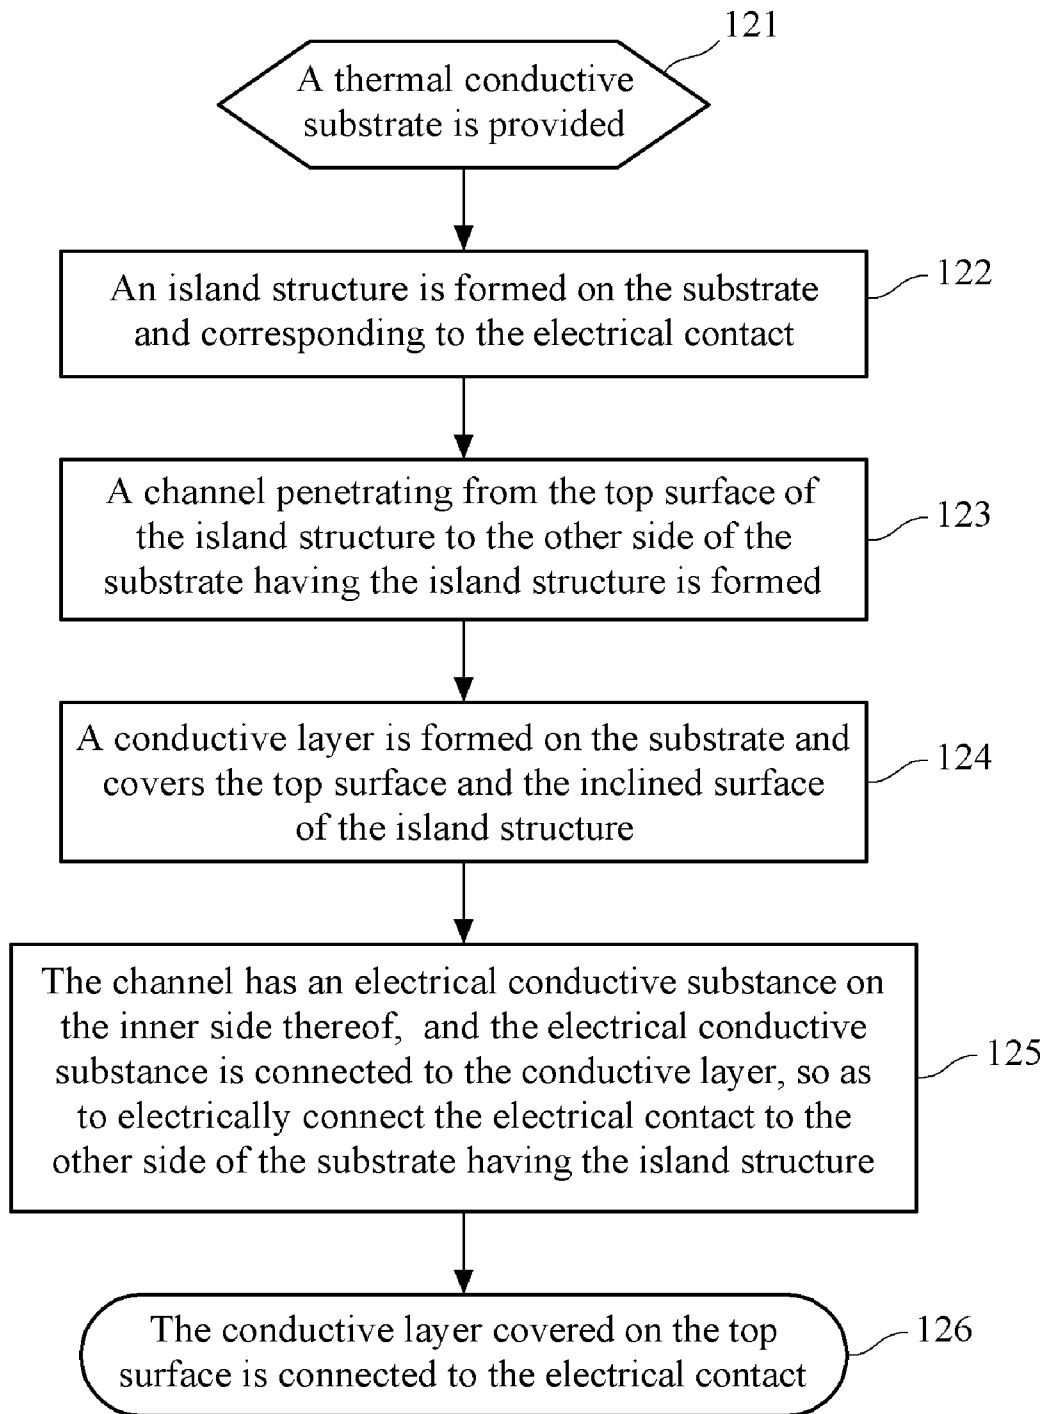 121
A thermal conductive
substrate is provided
122
An island structure is formed on the substrate
and corresponding to the electrical contact
123
A channel penetrating from the top surface of
the island structure to the other side of the
substrate having the island structure is formed
124
A conductive layer is formed on the substrate and
covers the top surface and the inclined surface
of the island structure
125
The channel has an electrical conductive substance on
the inner side thereof, and the electrical conductive
substance is connected to the conductive layer, so as
to electrically connect the electrical contact to the
other side of the substrate having the island structure
126
The conductive layer covered on the top
surface is connected to the electrical contact